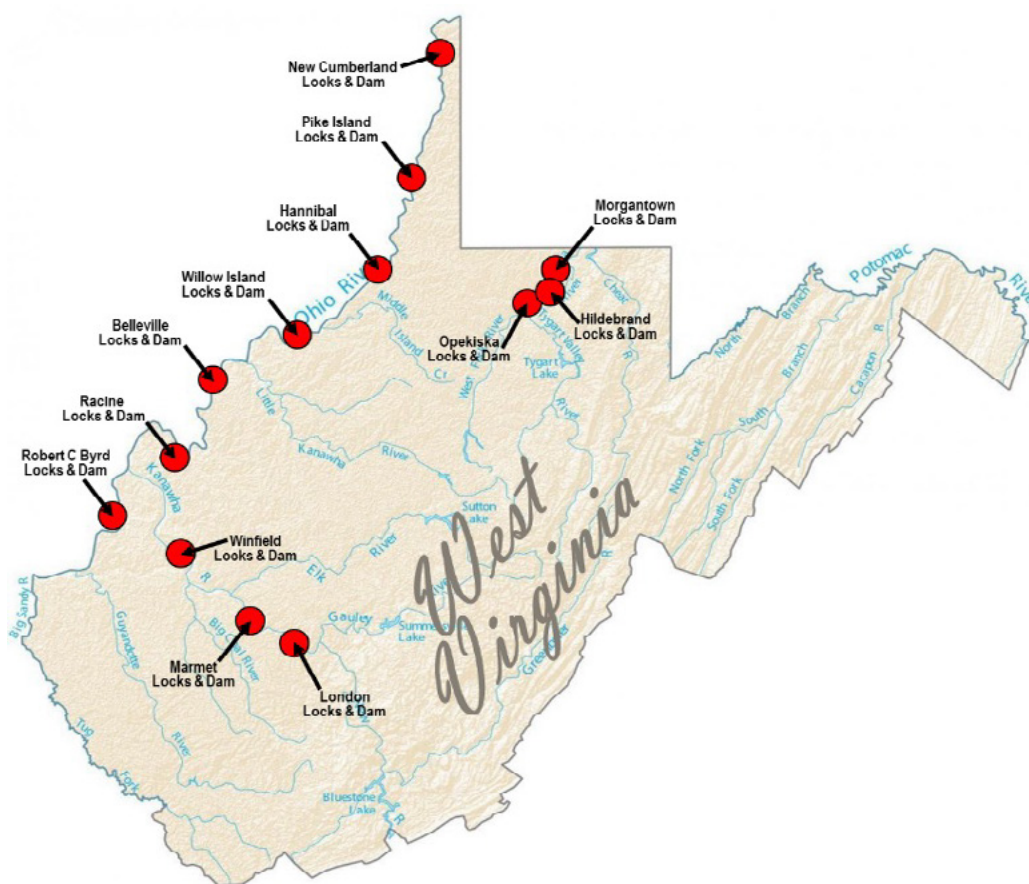 New Cumberland
Locks & Dam
Pike Island
Locks & Dam
Hannibal
Locks & Dam
Morgantown
Locks & Dam
Willow Island
Locks & Dam
Ohio River
Belleville
Locks & Dam
Hildebrand
Locks & Dam
Opekiska
Locks & Dam
Racine
Locks & Dam
Robert C Byrd
Locks & Dam
Winfield
Locks & Dam
Marmet
Locks & Dam
London
Locks & Dam
Middle
Island
Cr
West
River
Tygart Valley
River
Tygart
Lake
Cheat
R
Potomac
River
North
Branch
South
Branch
Cacapon
R
North Fork
South Fork
Little
Kanawha
River
Kanawha
R
Sutton
Lake
Elk
River
Gauley
River
Summersville
Lake
West
Virginia
Greenbrier
R
Big Sandy R
Guyandotte
River
Big Coal River
Tug
Fork
Bluestone
Lake
R